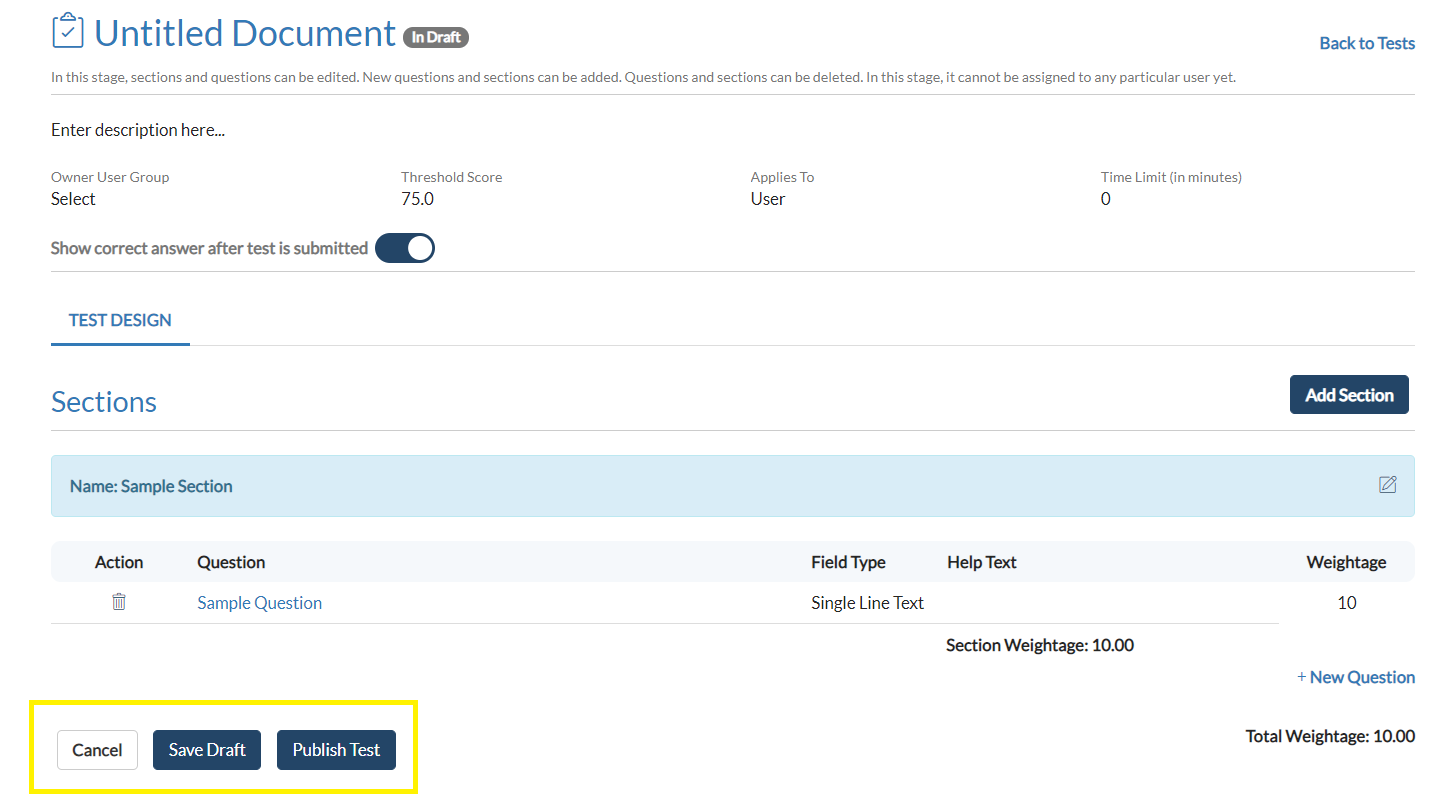 Untitled Document In Draft
Back to Tests
In this stage, sections and questions can be edited. New questions and sections can be added. Questions and sections can be deleted. In this stage, it cannot be assigned to any particular user yet.
Enter description here...
Owner User Group Threshold Score Applies To Time Limit (in minutes)
Select 75.0 User 0
Show correct answer after test is submitted
TEST DESIGN
Sections Add Section
Name: Sample Section
Action Question Field Type Help Text Weightage
Sample Question Single Line Text 10
Section Weightage: 10.00
+ New Question
Total Weightage: 10.00
Cancel Save Draft Publish Test